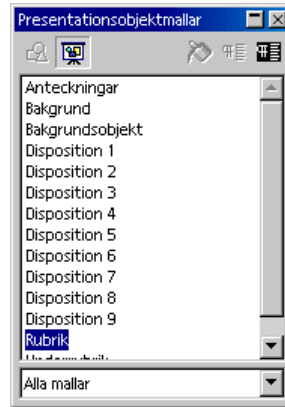 Presentationsobjektmallar
Anteckningar
Bakgrund
Bakgrundsobjekt
Disposition 1
Disposition 2
Disposition 3
Disposition 4
Disposition 5
Disposition 6
Disposition 7
Disposition 8
Disposition 9
Rubrik
Alla mallar